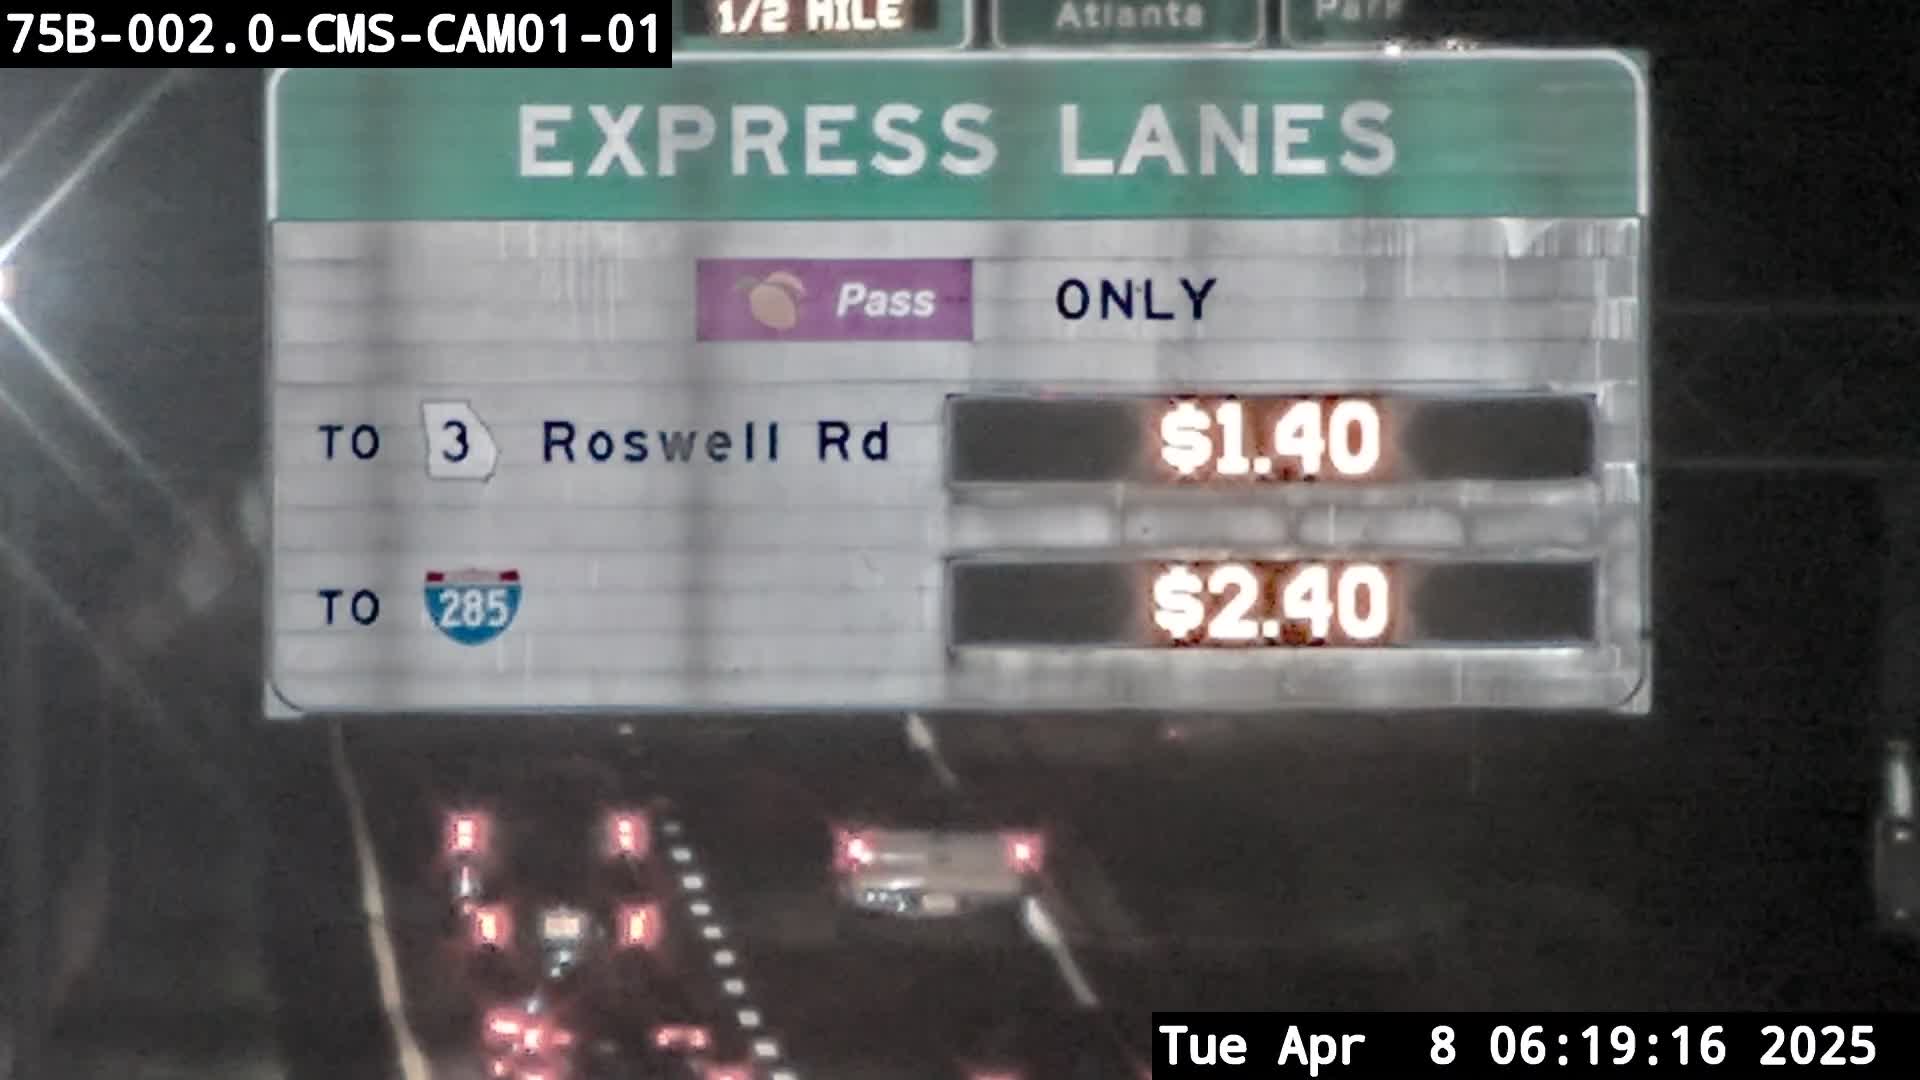 75B-002.0-CMS-CAM01-01
1/2 MILE
Atlanta
Park
EXPRESS LANES
Pass ONLY
TO 3 Roswell Rd $1.40
TO 285 $2.40
Tue Apr 8 06:19:16 2025